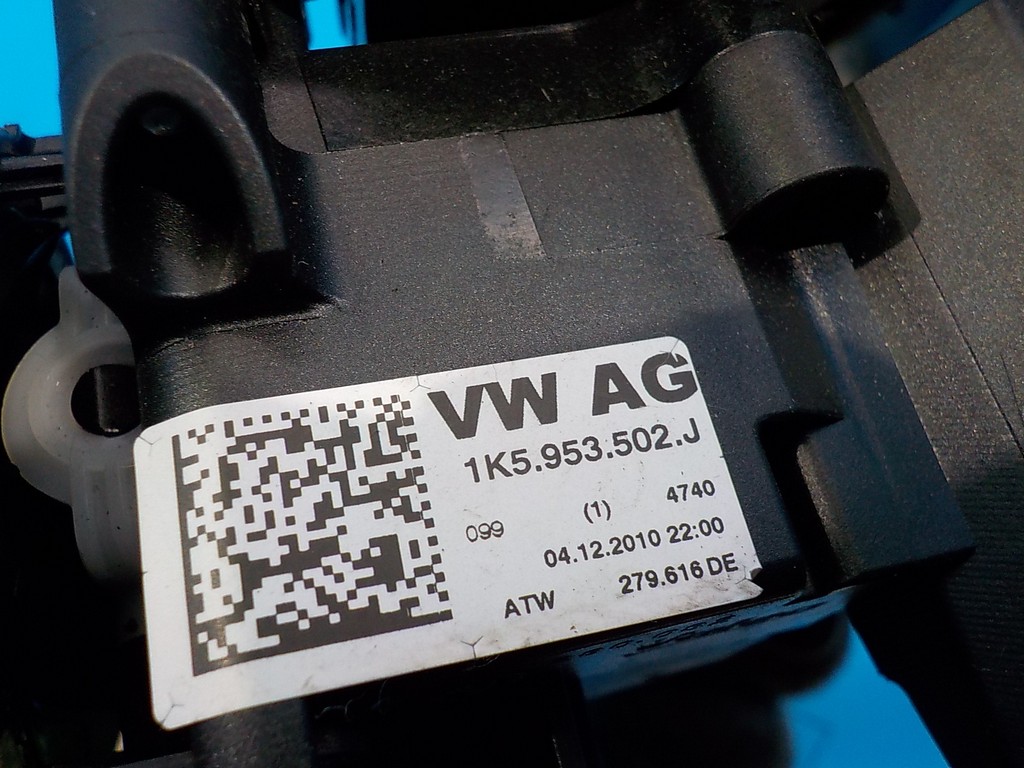 VW AG
1K5.953.502.J
099 (1) 4740
04.12.2010 22:00
ATW 279.616 DE